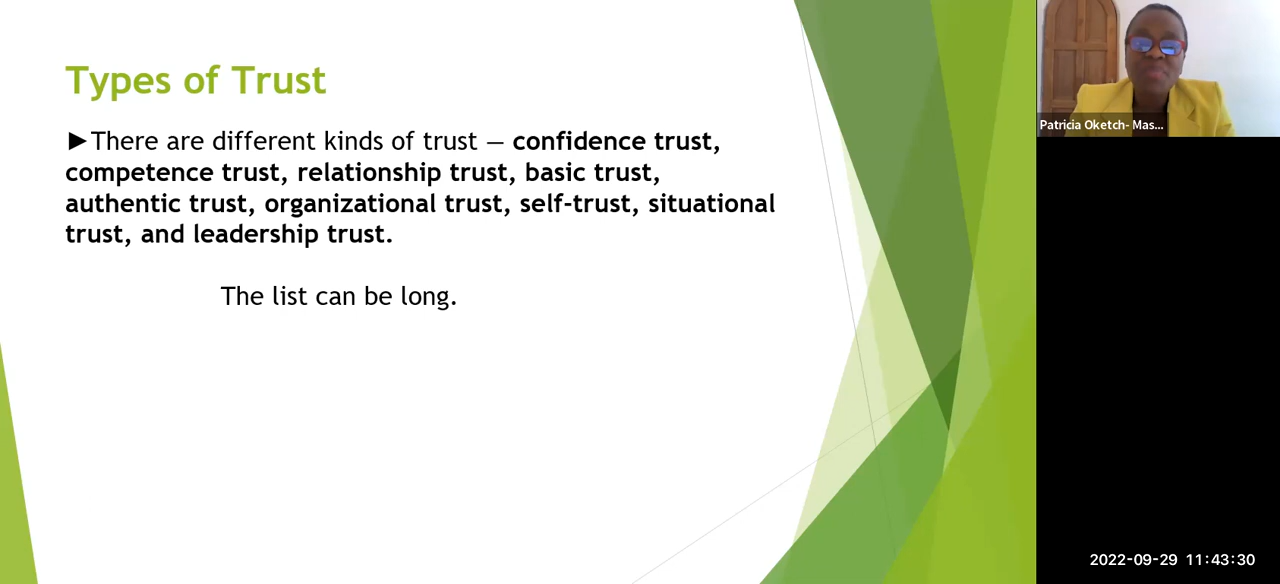 Types of Trust
►There are different kinds of trust – confidence trust,
competence trust, relationship trust, basic trust,
authentic trust, organizational trust, self-trust, situational
trust, and leadership trust.
The list can be long.
Patricia Oketch- Mas...
2022-09-29 11:43:30